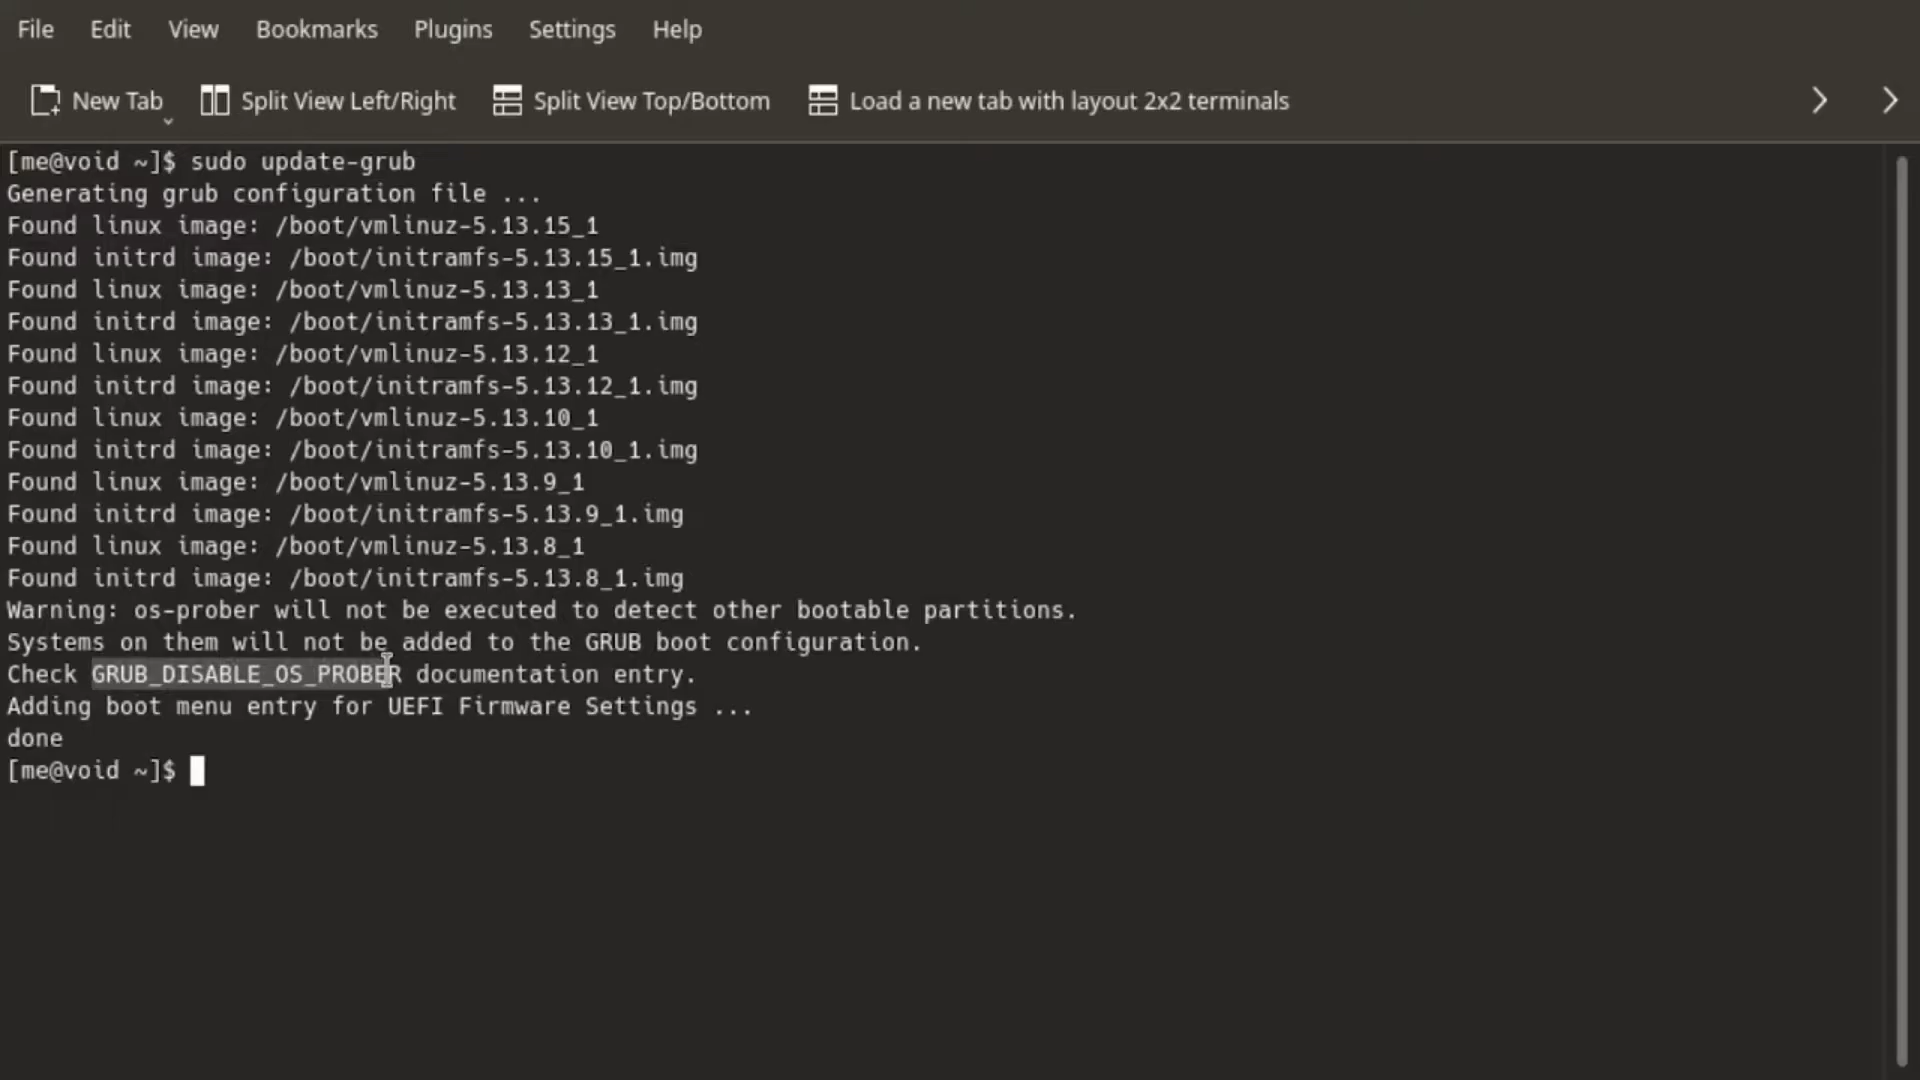 File Edit View Bookmarks Plugins Settings Help
New Tab Split View Left/Right Split View Top/Bottom Load a new tab with layout 2x2 terminals
[me@void ~]$ sudo update-grub
Generating grub configuration file ...
Found linux image: /boot/vmlinuz-5.13.15_1
Found initrd image: /boot/initramfs-5.13.15_1.img
Found linux image: /boot/vmlinuz-5.13.13_1
Found initrd image: /boot/initramfs-5.13.13_1.img
Found linux image: /boot/vmlinuz-5.13.12_1
Found initrd image: /boot/initramfs-5.13.12_1.img
Found linux image: /boot/vmlinuz-5.13.10_1
Found initrd image: /boot/initramfs-5.13.10_1.img
Found linux image: /boot/vmlinuz-5.13.9_1
Found initrd image: /boot/initramfs-5.13.9_1.img
Found linux image: /boot/vmlinuz-5.13.8_1
Found initrd image: /boot/initramfs-5.13.8_1.img
Warning: os-prober will not be executed to detect other bootable partitions.
Systems on them will not be added to the GRUB boot configuration.
Check GRUB_DISABLE_OS_PROBER documentation entry.
Adding boot menu entry for UEFI Firmware Settings ...
done
[me@void ~]$